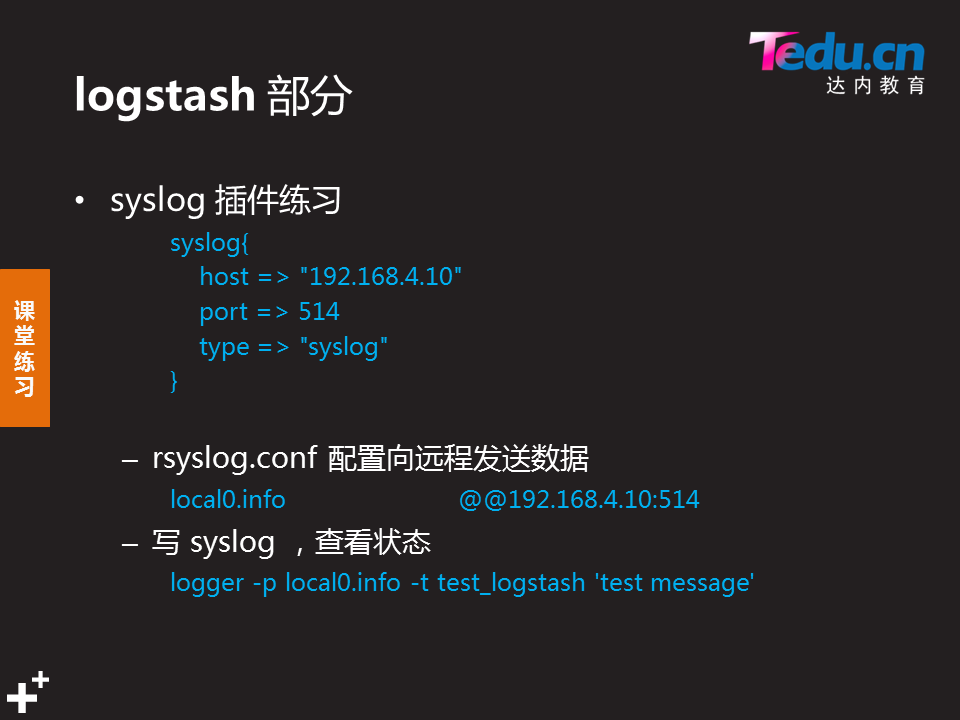 Tedu.cn
达内教育
logstash 部分
• syslog 插件练习
syslog{
host => "192.168.4.10"
port => 514
type => "syslog"
}
课
堂
练
习
– rsyslog.conf 配置向远程发送数据
local0.info @@192.168.4.10:514
– 写 syslog ，查看状态
logger -p local0.info -t test_logstash 'test message'